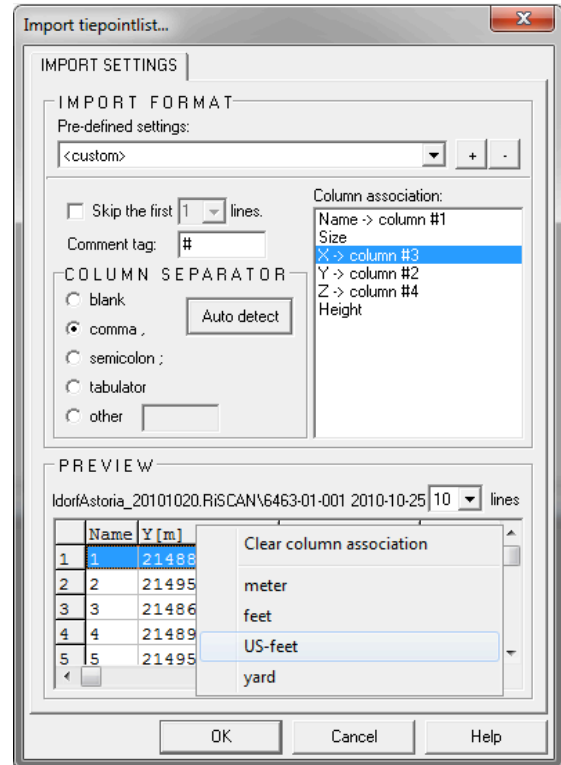 Import tiepointlist...
IMPORT SETTINGS
IMPORT FORMAT
Pre-defined settings:
<custom>
+
-
Skip the first 1 lines.
Comment tag: #
COLUMN SEPARATOR
blank
comma ,
semicolon ;
tabulator
other
Auto detect
Column association:
Name -> column #1
Size
X -> column #3
Y -> column #2
Z -> column #4
Height
PREVIEW
ldorfAstoria_20101020.RiSCAN\6463-01-001 2010-10-25 10 lines
Name Y[m]
1 1 21488
2 2 21495
3 3 21486
4 4 21489
5 5 21495
Clear column association
meter
feet
US-feet
yard
OK Cancel Help